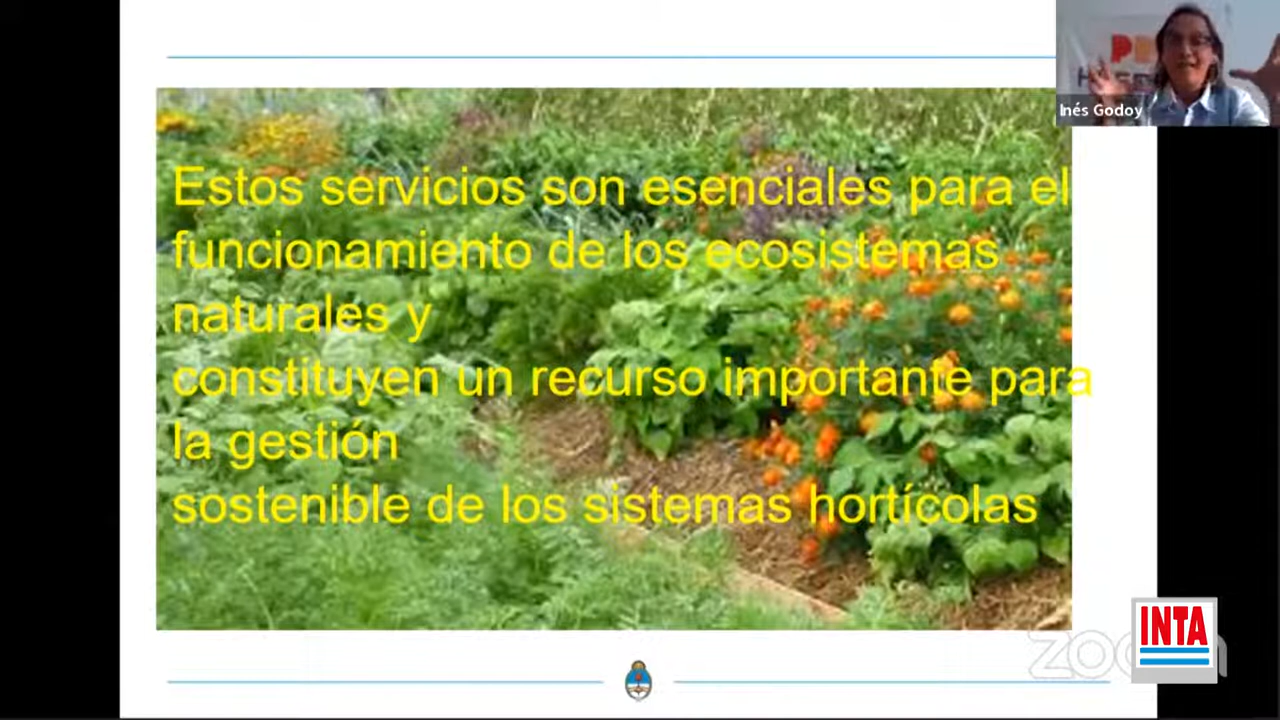 Inés Godoy
Estos servicios son esenciales para el
funcionamiento de los ecosistemas
naturales y
constituyen un recurso importante para
la gestión
sostenible de los sistemas hortícolas
INTA
zoom